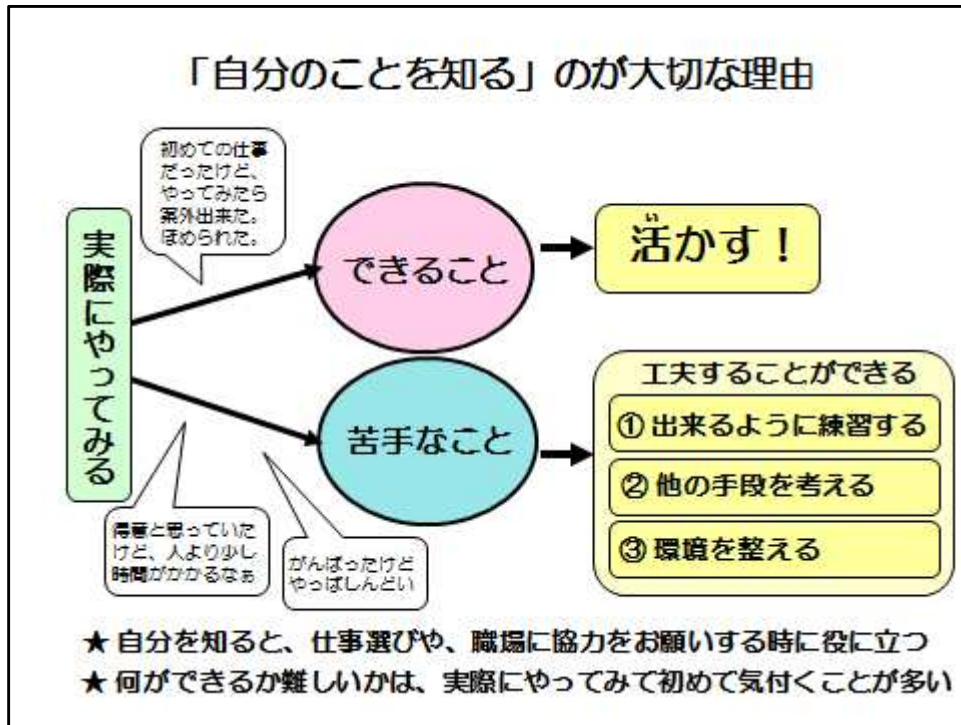 「自分のことを知る」のが大切な理由
初めての仕事
だったけど、
やってみたら
案外出来た。
ほめられた。
実際にやってみる
できること
い
活かす！
苦手なこと
工夫することができる
① 出来るように練習する
② 他の手段を考える
③ 環境を整える
得意と思っていた
けど、人より少し
時間がかかるなぁ
がんばったけど
やっぱしんどい
★ 自分を知ると、仕事選びや、職場に協力をお願いする時に役に立つ
★ 何ができるか難しいかは、実際にやってみて初めて気付くことが多い